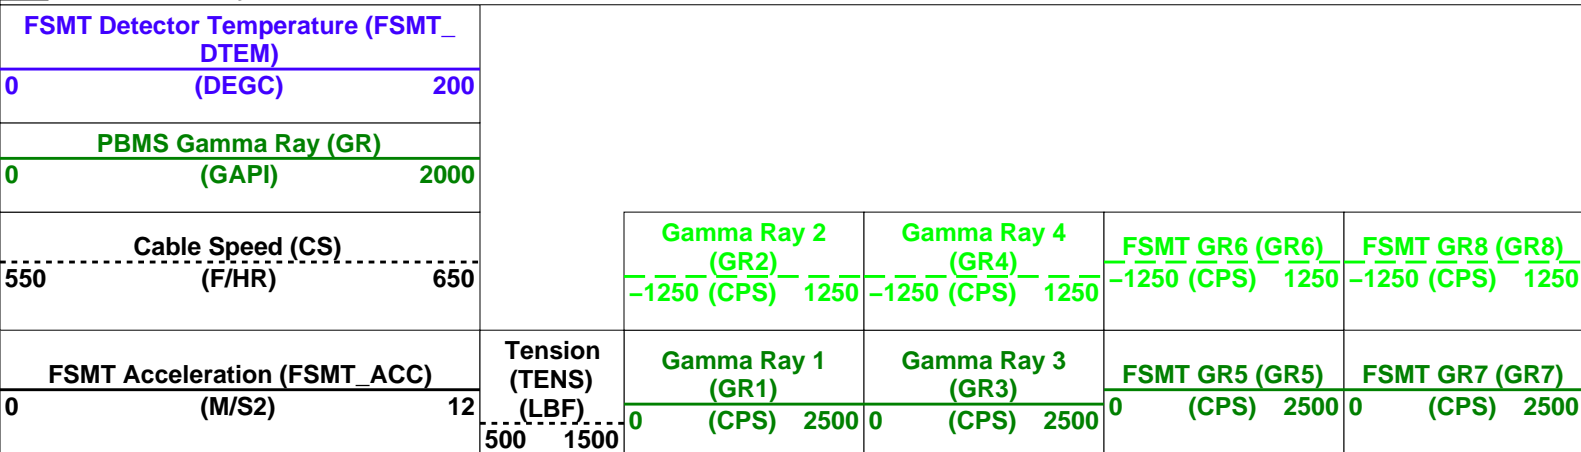 FSMT Detector Temperature (FSMT_
DTEM)
0 (DEGC) 200
PBMS Gamma Ray (GR)
0 (GAPI) 2000
Cable Speed (CS)
550 (F/HR) 650
Gamma Ray 2
(GR2)
−1250 (CPS) 1250
Gamma Ray 4
(GR4)
−1250 (CPS) 1250
FSMT GR6 (GR6)
−1250 (CPS) 1250
FSMT GR8 (GR8)
−1250 (CPS) 1250
FSMT Acceleration (FSMT_ACC)
0 (M/S2) 12
Tension
(TENS)
(LBF)
500 1500
Gamma Ray 1
(GR1)
0 (CPS) 2500
Gamma Ray 3
(GR3)
0 (CPS) 2500
FSMT GR5 (GR5)
0 (CPS) 2500
FSMT GR7 (GR7)
0 (CPS) 2500